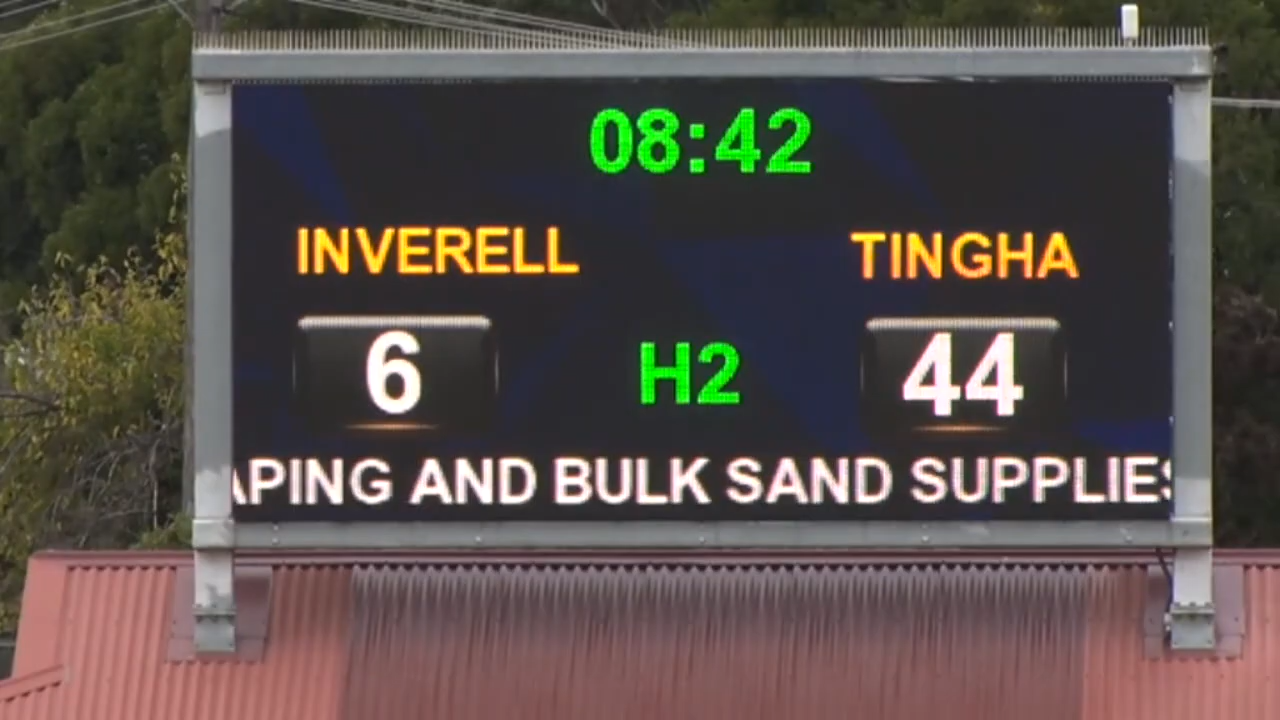 08:42
INVERELL
TINGHA
6
H2
44
APING AND BULK SAND SUPPLIES